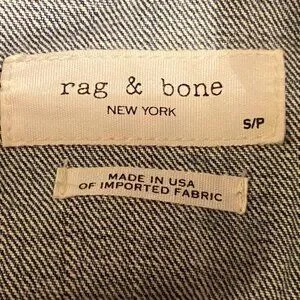 rag & bone
NEW YORK
S/P
MADE IN USA
OF IMPORTED FABRIC